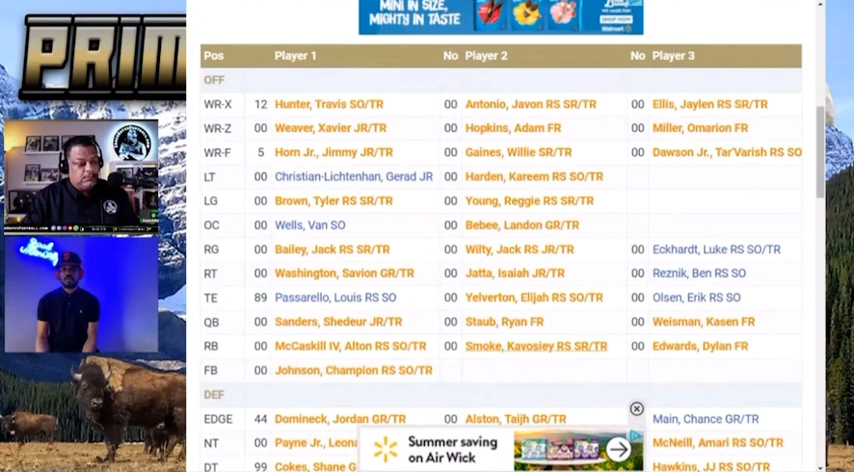 MINI IN SIZE,
MIGHTY IN TASTE
SHOP NOW
Walmart
PRIM
Pos Player 1 No Player 2 No Player 3
OFF
WR-X 12 Hunter, Travis SO/TR 00 Antonio, Javon RS SR/TR 00 Ellis, Jaylen RS SR/TR
WR-Z 00 Weaver, Xavier JR/TR 00 Hopkins, Adam FR 00 Miller, Omarion FR
WR-F 5 Horn Jr., Jimmy JR/TR 00 Gaines, Willie SR/TR 00 Dawson Jr., Tar'Varish RS SO
LT 00 Christian-Lichtenhan, Gerad JR 00 Harden, Kareem RS SO/TR
LG 00 Brown, Tyler RS SR/TR 00 Young, Reggie RS SR/TR
OC 00 Wells, Van SO 00 Bebee, Landon GR/TR
RG 00 Bailey, Jack RS SR/TR 00 Wilty, Jack RS JR/TR 00 Eckhardt, Luke RS SO/TR
RT 00 Washington, Savion GR/TR 00 Jatta, Isaiah JR/TR 00 Reznik, Ben RS SO
TE 89 Passarello, Louis RS SO 00 Yelverton, Elijah RS SO/TR 00 Olsen, Erik RS SO
QB 00 Sanders, Shedeur JR/TR 00 Staub, Ryan FR 00 Weisman, Kasen FR
RB 00 McCaskill IV, Alton RS SO/TR 00 Smoke, Kavosiey RS SR/TR 00 Edwards, Dylan FR
FB 00 Johnson, Champion RS SO/TR
DEF
EDGE 44 Domineck, Jordan GR/TR 00 Alston, Taijh GR/TR Main, Chance GR/TR
NT 00 Payne Jr., Leona McNeill, Amari RS SO/TR
DT 99 Cokes, Shane G Hawkins, JJ RS SO/TR
Summer saving
on Air Wick